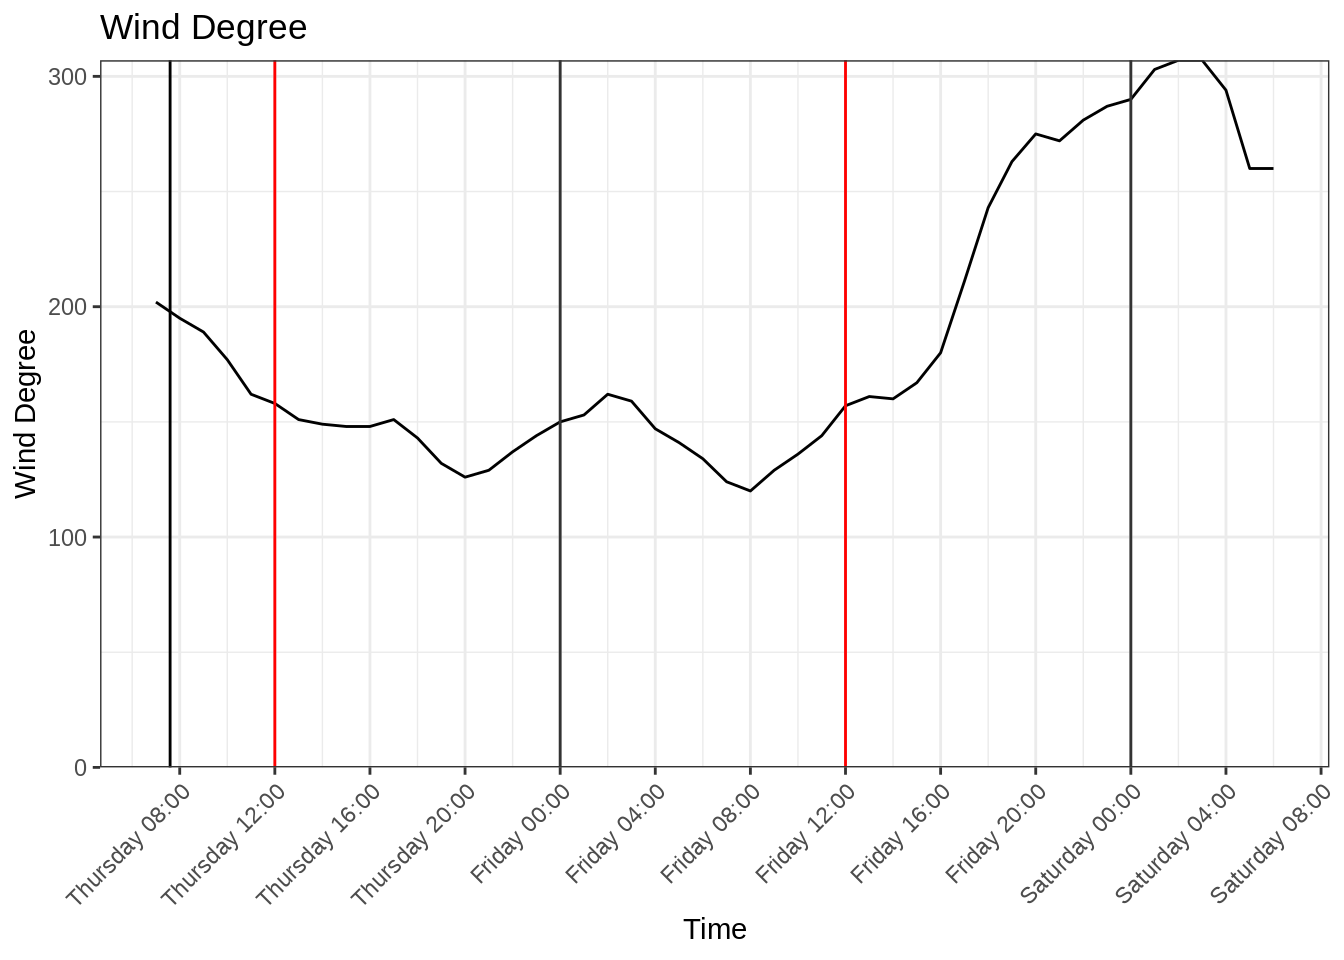 Wind Degree
Wind Degree
300
200
100
0
Thursday 08:00
Thursday 12:00
Thursday 16:00
Thursday 20:00
Friday 00:00
Friday 04:00
Friday 08:00
Friday 12:00
Friday 16:00
Friday 20:00
Saturday 00:00
Saturday 04:00
Saturday 08:00
Time